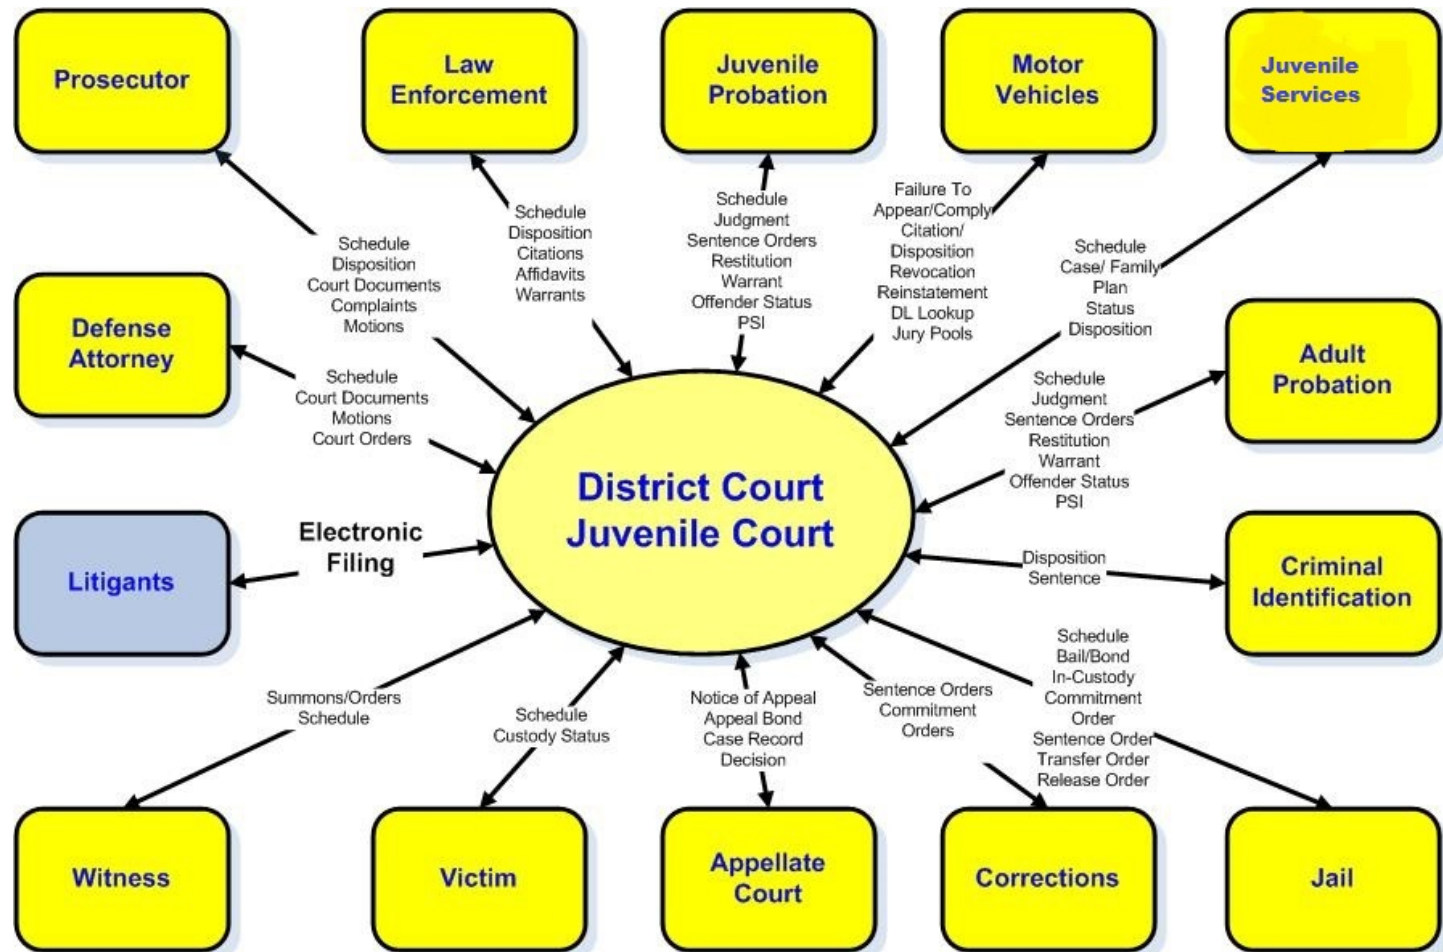 Prosecutor
Law
Enforcement
Juvenile
Probation
Motor
Vehicles
Juvenile
Services
Schedule
Disposition
Court Documents
Complaints
Motions
Schedule
Disposition
Citations
Affidavits
Warrants
Schedule
Judgment
Sentence Orders
Restitution
Warrant
Offender Status
PSI
Failure To
Appear/Comply
Citation/
Disposition
Revocation
Reinstatement
DL Lookup
Jury Pools
Schedule
Case/ Family
Plan
Status
Disposition
Defense
Attorney
Schedule
Court Documents
Motions
Court Orders
Adult
Probation
Schedule
Judgment
Sentence Orders
Restitution
Warrant
Offender Status
PSI
District Court
Juvenile Court
Litigants
Electronic
Filing
Disposition
Sentence
Criminal
Identification
Summons/Orders
Schedule
Schedule
Custody Status
Notice of Appeal
Appeal Bond
Case Record
Decision
Sentence Orders
Commitment
Orders
Schedule
Bail/Bond
In-Custody
Commitment
Order
Sentence Order
Transfer Order
Release Order
Witness
Victim
Appellate
Court
Corrections
Jail